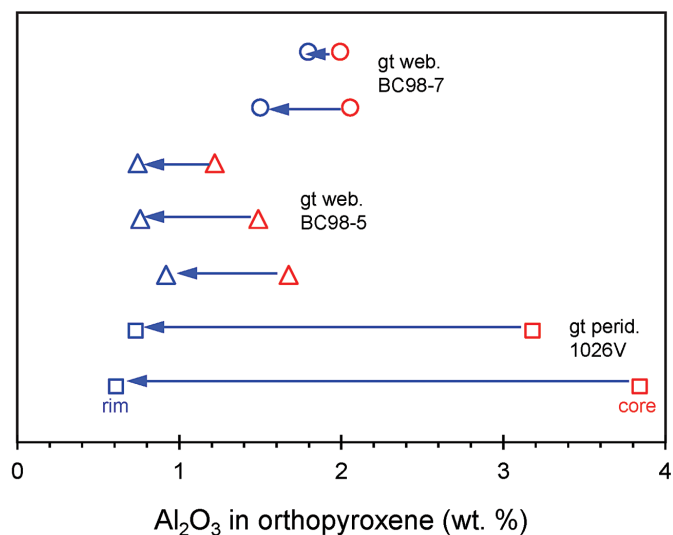 gt web.
BC98-7
gt web.
BC98-5
gt perid.
1026V
rim
core
0 1 2 3 4
Al₂O₃ in orthopyroxene (wt. %)